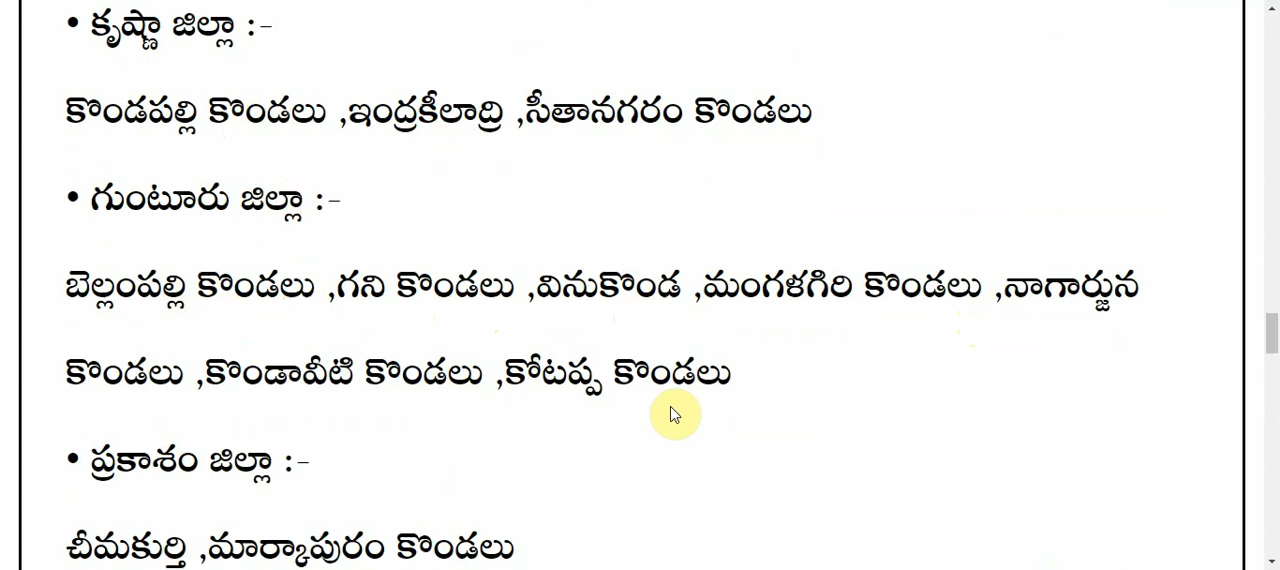 • కృష్ణా జిల్లా :-
కొండపల్లి కొండలు ,ఇంద్రకీలాద్రి ,సీతానగరం కొండలు
• గుంటూరు జిల్లా :-
బెల్లంపల్లి కొండలు ,గని కొండలు ,వినుకొండ ,మంగళగిరి కొండలు ,నాగార్జున
కొండలు ,కొండావీటి కొండలు ,కోటప్ప కొండలు
• ప్రకాశం జిల్లా :-
చీమకుర్తి ,మార్కాపురం కొండలు